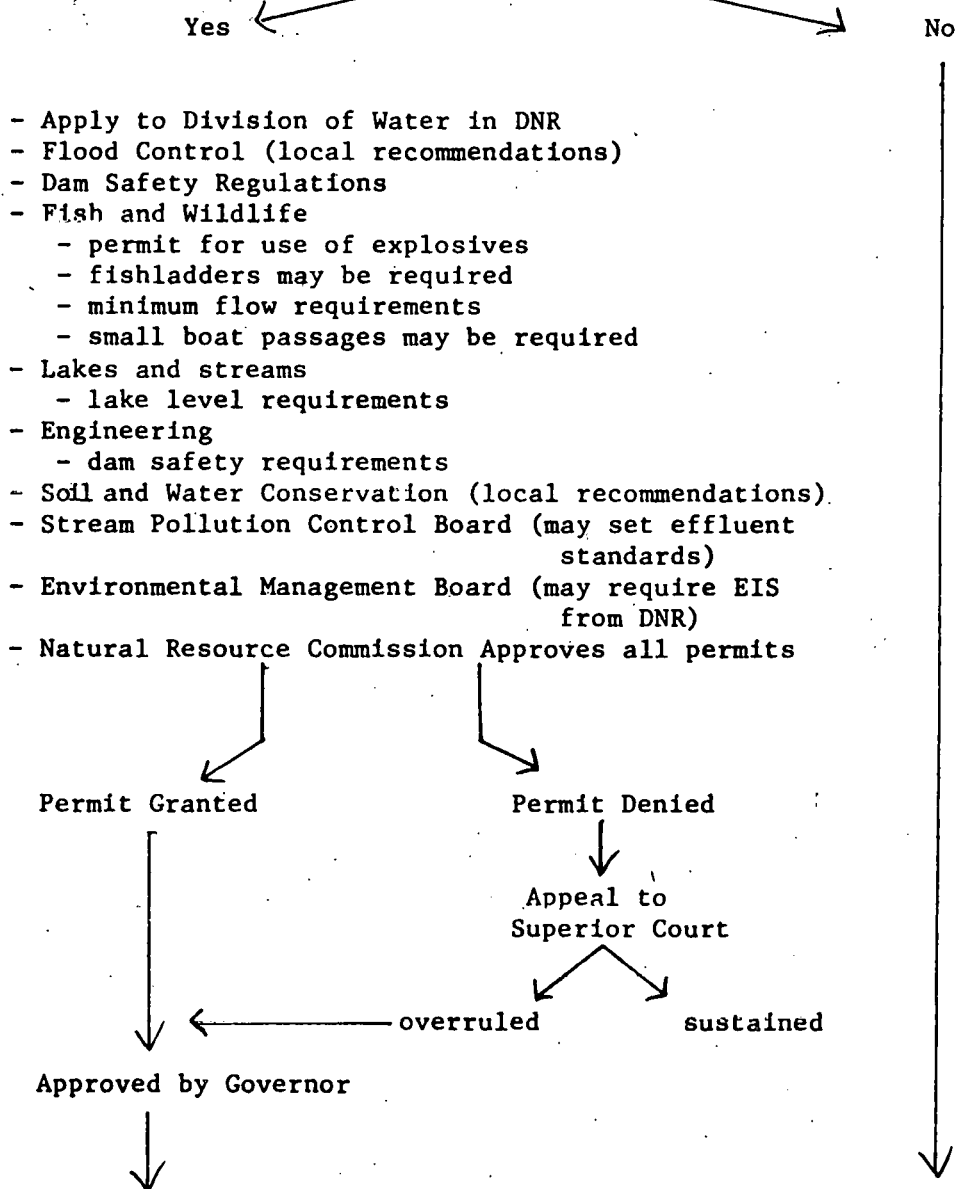 Yes No
- Apply to Division of Water in DNR
- Flood Control (local recommendations)
- Dam Safety Regulations
- Fish and Wildlife
- permit for use of explosives
- fishladders may be required
- minimum flow requirements
- small boat passages may be required
- Lakes and streams
- lake level requirements
- Engineering
- dam safety requirements
- Soil and Water Conservation (local recommendations)
- Stream Pollution Control Board (may set effluent
standards)
- Environmental Management Board (may require EIS
from DNR)
- Natural Resource Commission Approves all permits
Permit Granted Permit Denied
Appeal to
Superior Court
overruled sustained
Approved by Governor